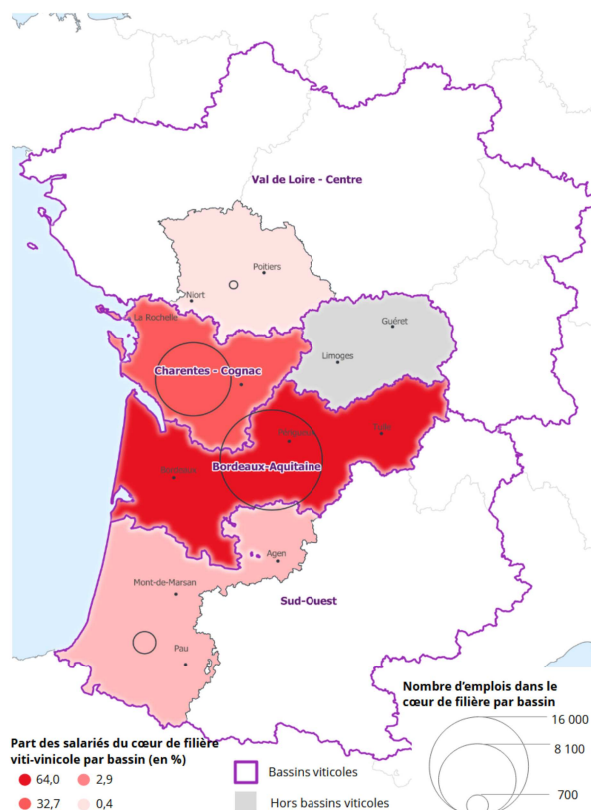 Val de Loire - Centre
Poitiers
Niort
La Rochelle
Guéret
Limoges
Charentes - Cognac
Périgueux
Tulle
Bordeaux-Aquitaine
Bordeaux
Agen
Mont-de-Marsan
Sud-Ouest
Pau
Nombre d'emplois dans le
cœur de filière par bassin
16 000
8 100
700
Part des salariés du cœur de filière
viti-vinicole par bassin (en %)
64,0
2,9
32,7
0,4
Bassins viticoles
Hors bassins viticoles